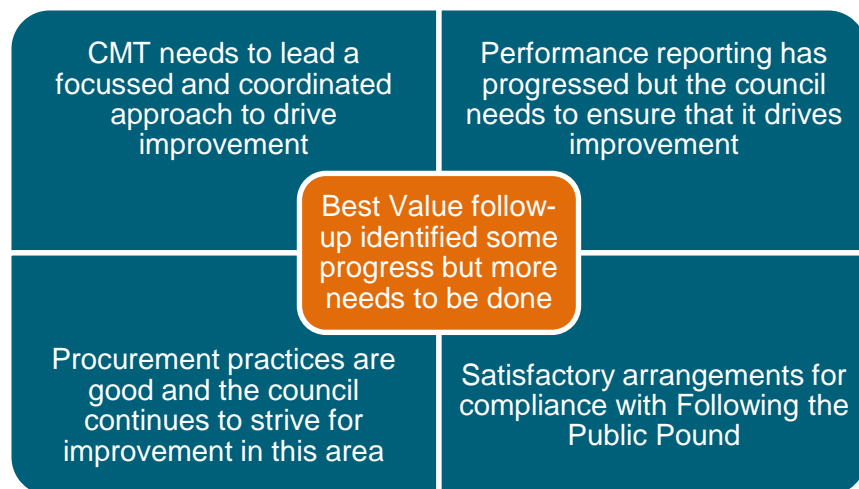 CMT needs to lead a
focussed and coordinated
approach to drive
improvement
Performance reporting has
progressed but the council
needs to ensure that it drives
improvement
Best Value follow-
up identified some
progress but more
needs to be done
Procurement practices are
good and the council
continues to strive for
improvement in this area
Satisfactory arrangements for
compliance with Following the
Public Pound